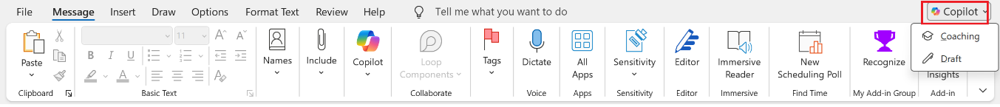 File Message Insert Draw Options Format Text Review Help Tell me what you want to do Copilot
Coaching
Draft
11
B I U
A
Paste
Names
Include
Copilot
Loop
Components
Tags
Dictate
All
Apps
Sensitivity
Editor
Immersive
Reader
New
Scheduling Poll
Recognize
Insights
Clipboard Basic Text Collaborate Voice Apps Sensitivity Editor Immersive Find Time My Add-in Group Add-in